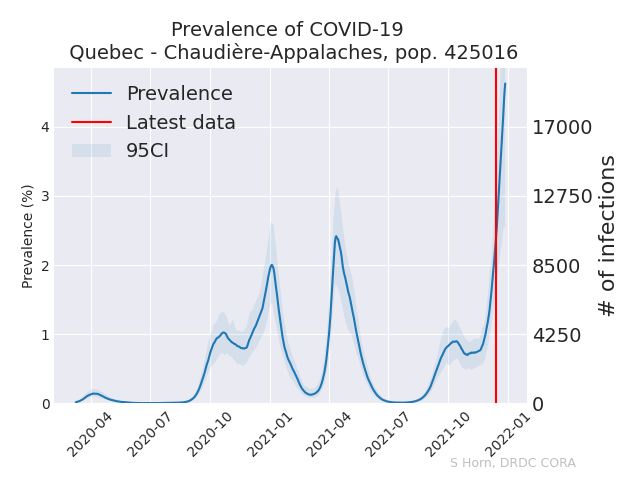 Prevalence of COVID-19
Quebec - Chaudière-Appalaches, pop. 425016
Prevalence
Latest data
95CI
Prevalence (%)
4
3
2
1
0
17000
12750
8500
4250
0
# of infections
2020-04
2020-07
2020-10
2021-01
2021-04
2021-07
2021-10
2022-01
S Horn, DRDC CORA